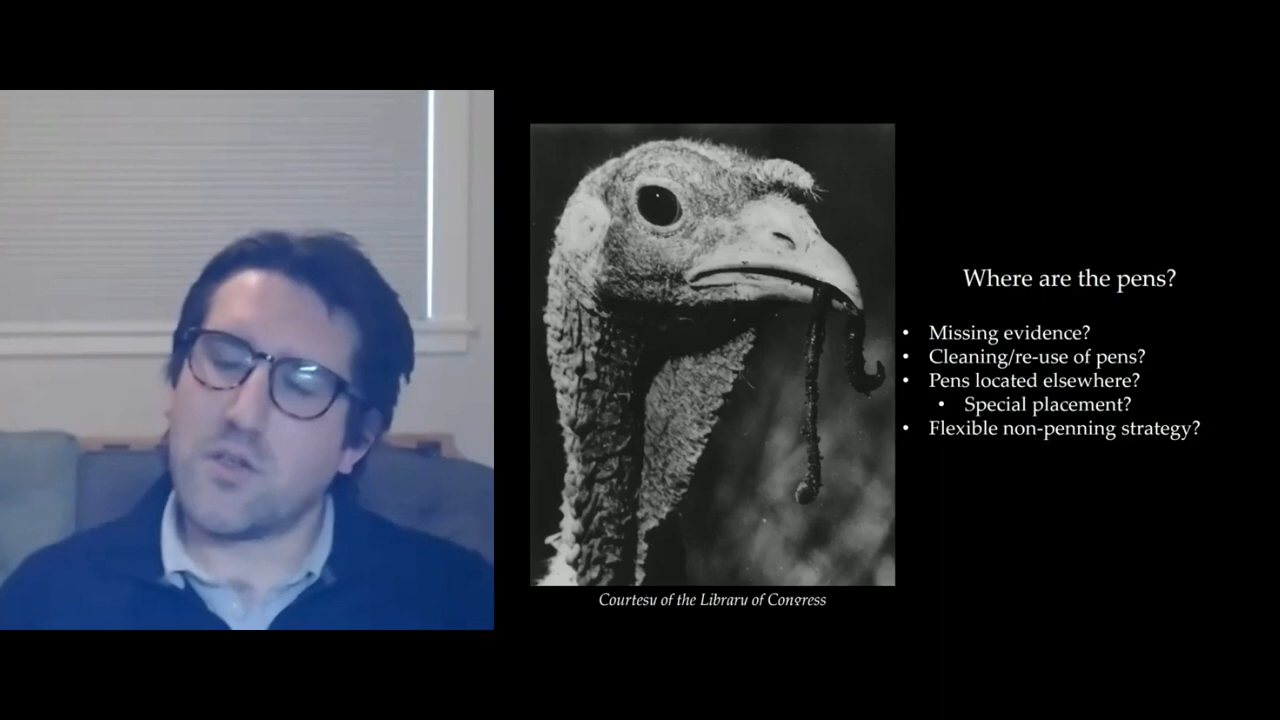 Where are the pens?
• Missing evidence?
• Cleaning/re-use of pens?
• Pens located elsewhere?
• Special placement?
• Flexible non-penning strategy?
Courtesy of the Library of Congress